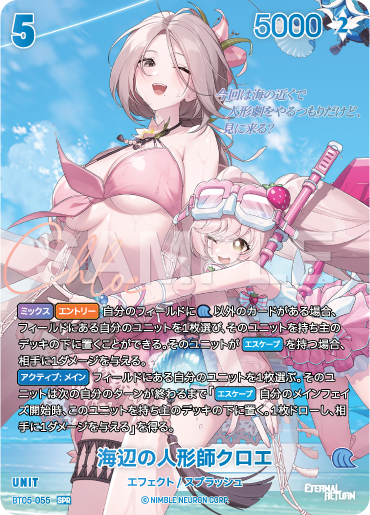 5
5000
2
今回は海の近くで
人形劇をやるつもりだけど、
見に来る?
Chlo
SAMPLE
ミックス エントリー 自分のフィールドに 以外のカードがある場合、
フィールドにある自分のユニットを1枚選び、そのユニットを持ち主の
デッキの下に置くことができる。そのユニットが エスケープ を持つ場合、
相手に1ダメージを与える。
アクティブ:メイン フィールドにある自分のユニットを1枚選ぶ。そのユ
ニットは次の自分のターンが終わるまで「 エスケープ 自分のメインフェイ
ズ開始時、このユニットを持ち主のデッキの下に置く。1枚ドローし、相
手に1ダメージを与える」を得る。
海辺の人形師クロエ
UNIT
エフェクト / スプラッシュ
BTC5-055 SPR
© NIMBLE NEURON CORP.
ETERNAL RETURN